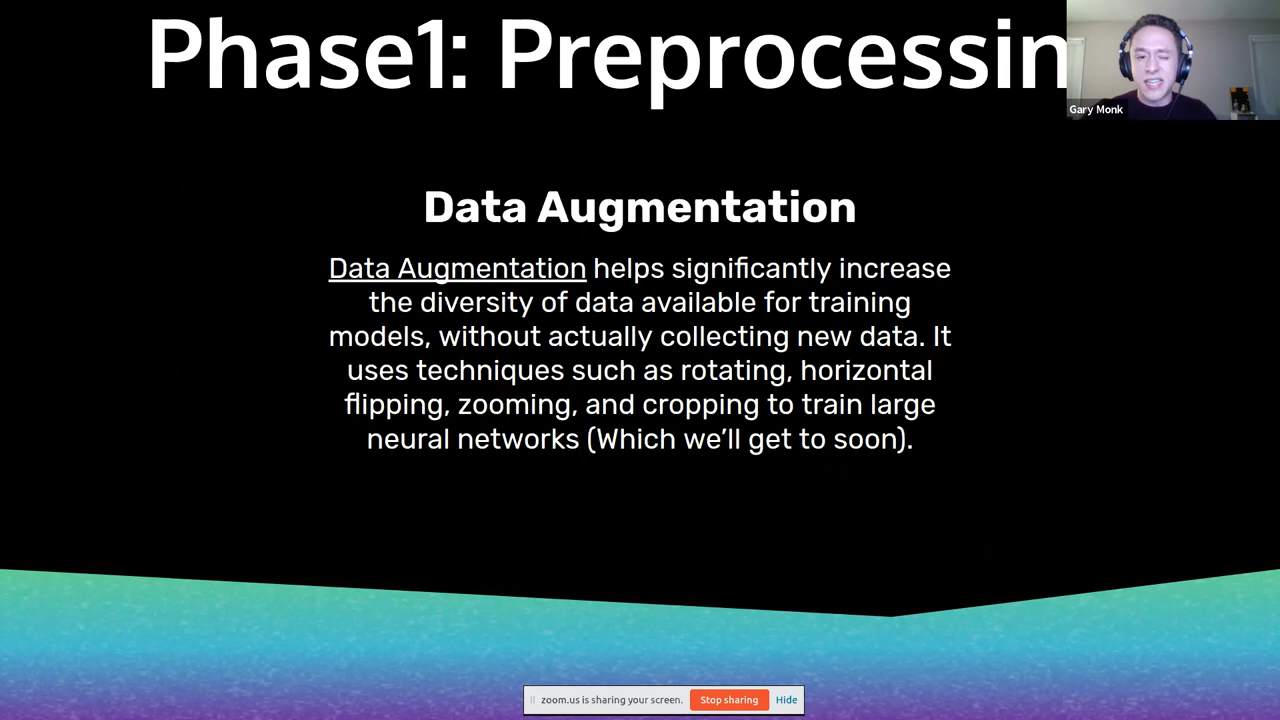 Phase1: Preprocessin
Gary Monk
Data Augmentation
Data Augmentation helps significantly increase
the diversity of data available for training
models, without actually collecting new data. It
uses techniques such as rotating, horizontal
flipping, zooming, and cropping to train large
neural networks (Which we’ll get to soon).
zoom.us is sharing your screen. Stop sharing Hide